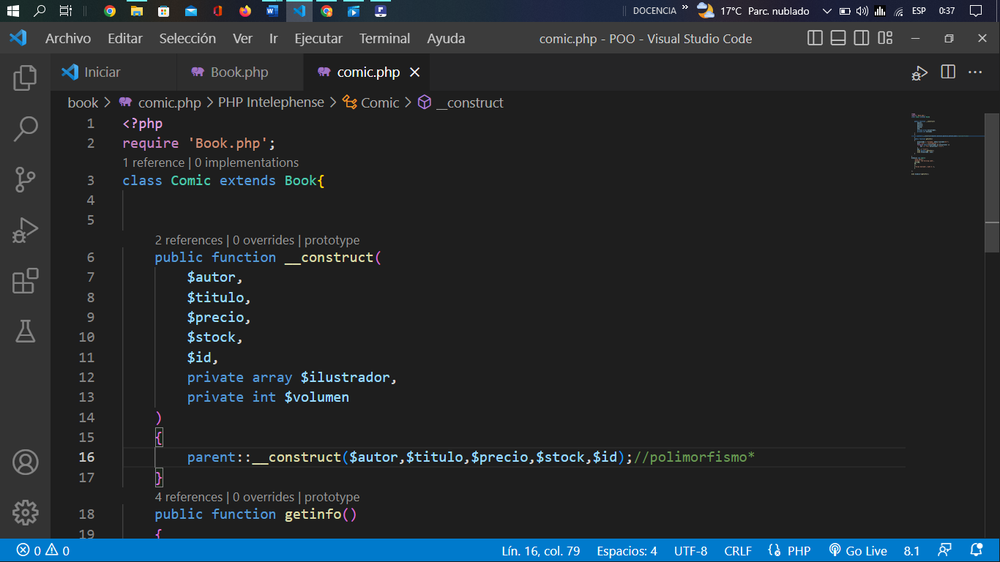 DOCENCIA » 17°C Parc. nublado ESP 0:37
Archivo Editar Selección Ver Ir Ejecutar Terminal Ayuda comic.php - POO - Visual Studio Code
Iniciar Book.php comic.php
book > comic.php > PHP Intelephense > Comic > __construct
1 <?php
2 require 'Book.php';
1 reference | 0 implementations
3 class Comic extends Book{
4
5
2 references | 0 overrides | prototype
6 public function __construct(
7 $autor,
8 $titulo,
9 $precio,
10 $stock,
11 $id,
12 private array $ilustrador,
13 private int $volumen
14 )
15 {
16 parent::__construct($autor,$titulo,$precio,$stock,$id);//polimorfismo*
17 }
4 references | 0 overrides | prototype
18 public function getinfo()
19 {
0 0 Lín. 16, col. 79 Espacios: 4 UTF-8 CRLF PHP Go Live 8.1